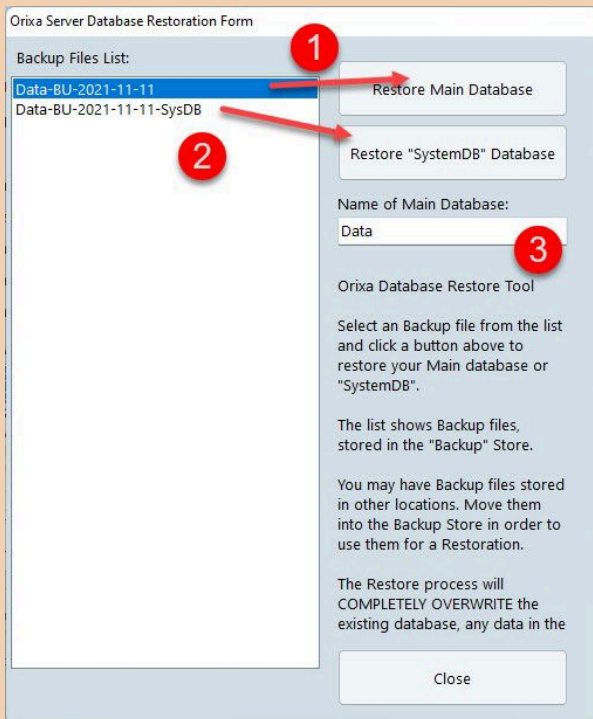 Orixa Server Database Restoration Form
Backup Files List:
Data-BU-2021-11-11
Data-BU-2021-11-11-SysDB
1
2
Restore Main Database
Restore "SystemDB" Database
Name of Main Database:
Data
3
Orixa Database Restore Tool
Select an Backup file from the list
and click a button above to
restore your Main database or
"SystemDB".
The list shows Backup files,
stored in the "Backup" Store.
You may have Backup files stored
in other locations. Move them
into the Backup Store in order to
use them for a Restoration.
The Restore process will
COMPLETELY OVERWRITE the
existing database, any data in the
Close